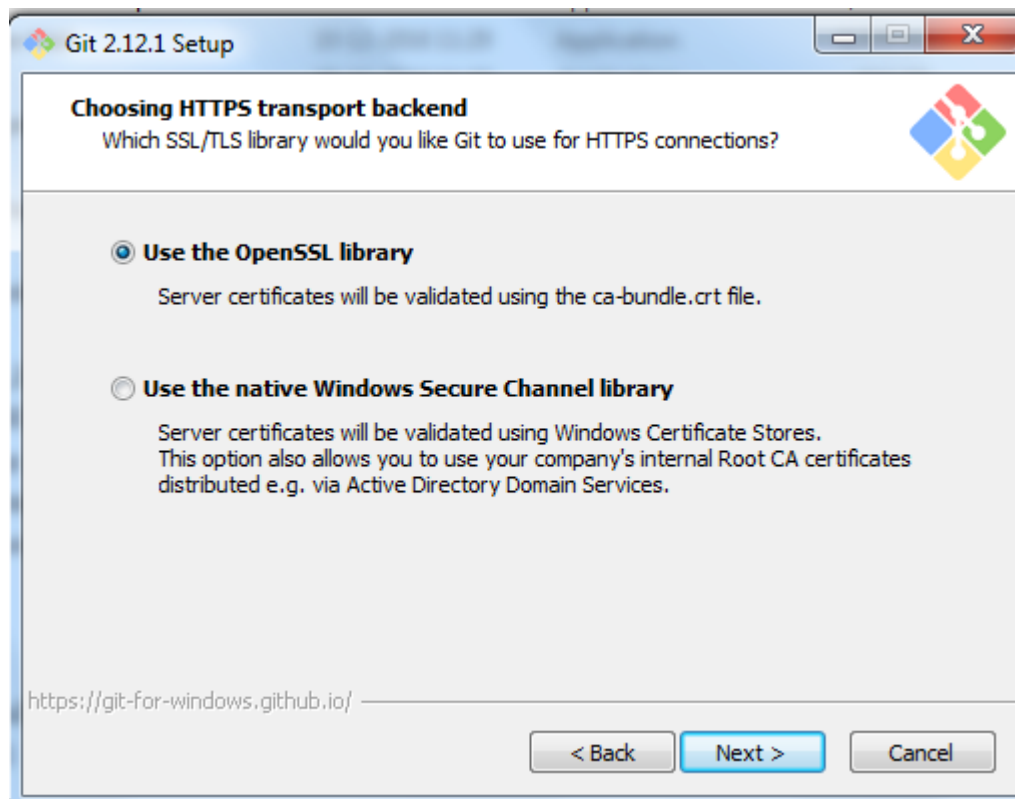 Git 2.12.1 Setup
Choosing HTTPS transport backend
Which SSL/TLS library would you like Git to use for HTTPS connections?
Use the OpenSSL library
Server certificates will be validated using the ca-bundle.crt file.
Use the native Windows Secure Channel library
Server certificates will be validated using Windows Certificate Stores.
This option also allows you to use your company's internal Root CA certificates
distributed e.g. via Active Directory Domain Services.
https://git-for-windows.github.io/
< Back Next > Cancel